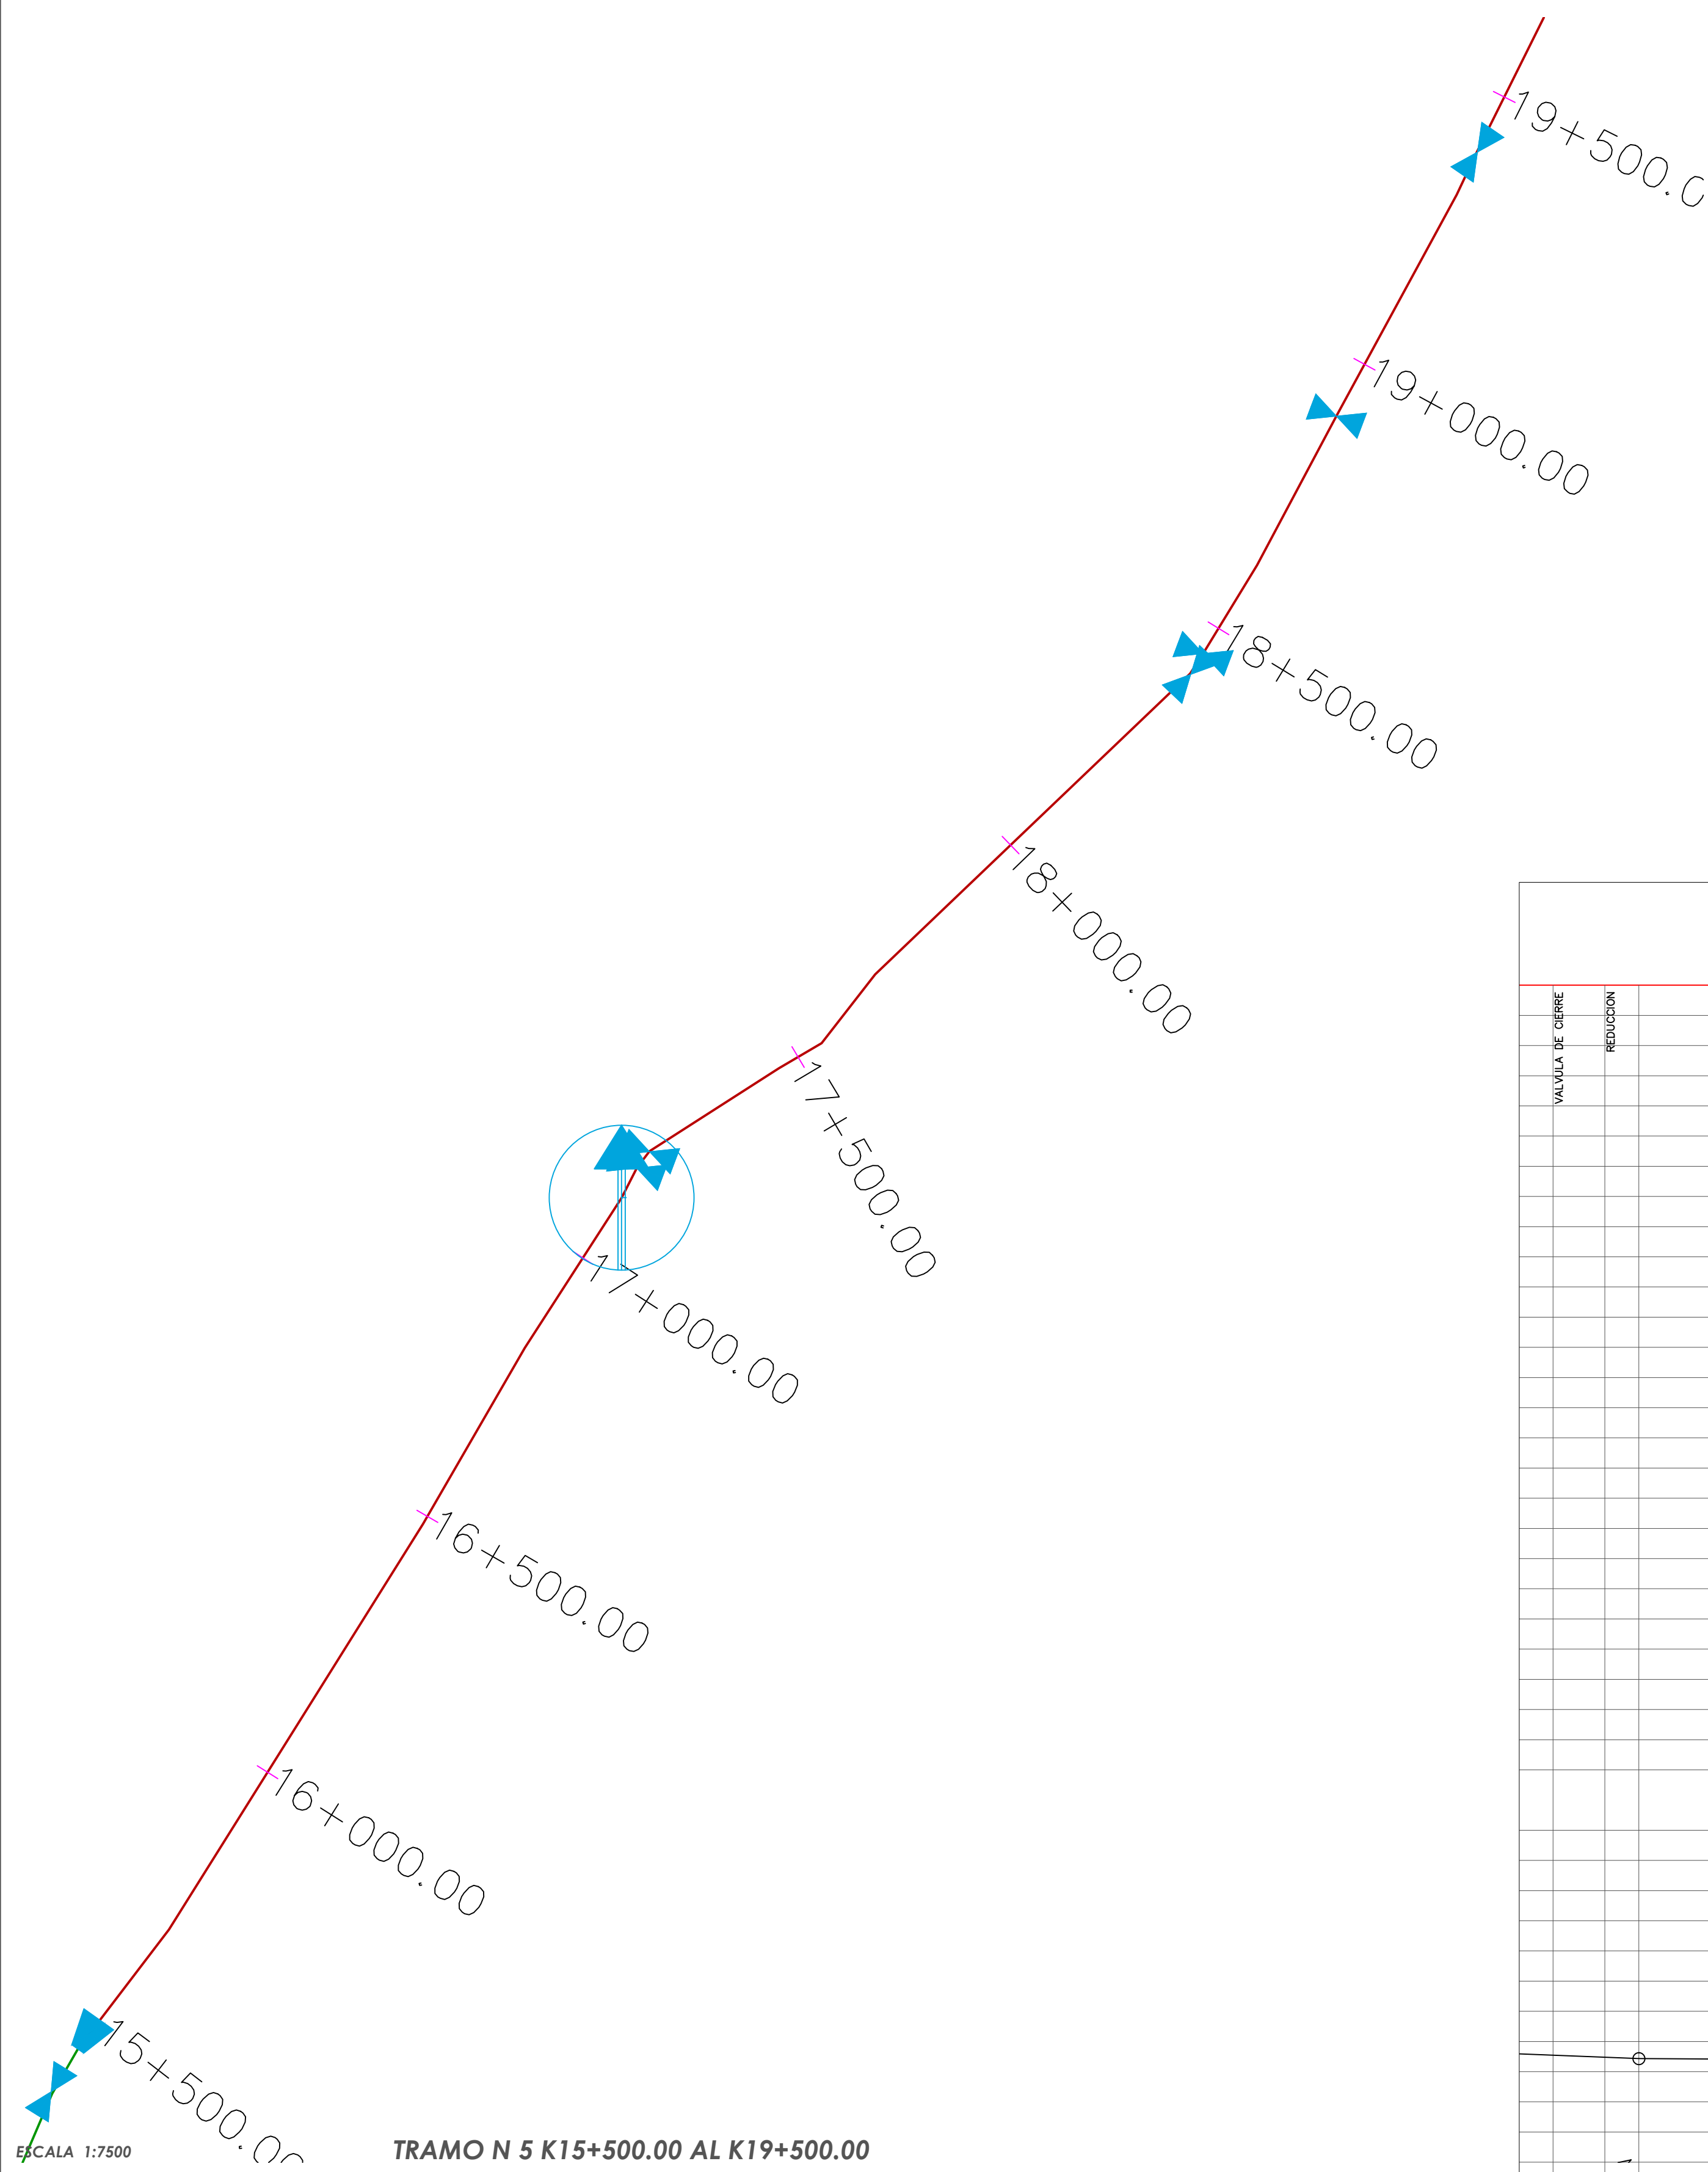 19+500.0
19+000.00
18+500.00
18+000.00
VALVULA DE CIERRE
REDUCCION
17+500.00
17+000.00
16+500.00
16+000.00
15+500.00
ESCALA 1:7500
TRAMO N 5 K15+500.00 AL K19+500.00